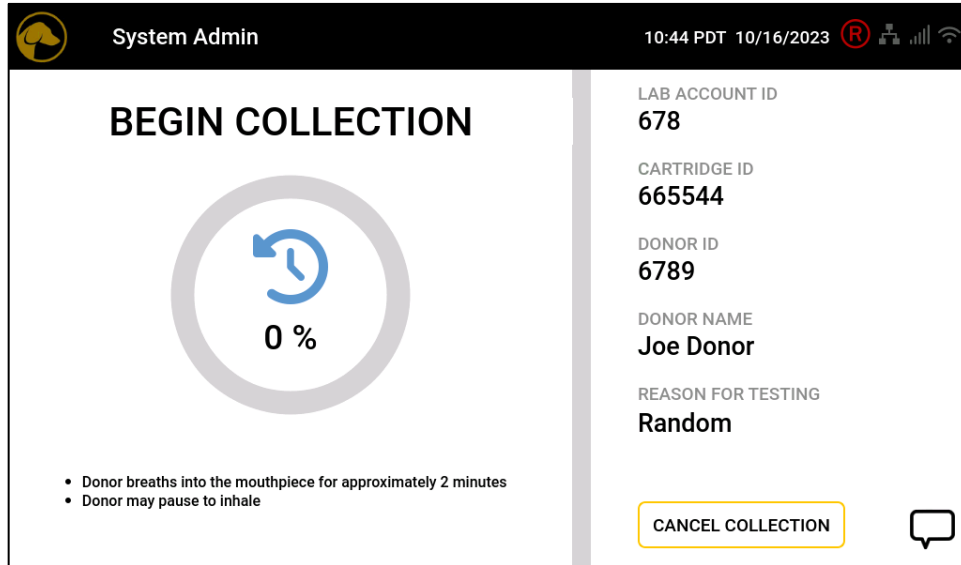 System Admin
10:44 PDT 10/16/2023 R
BEGIN COLLECTION
0 %
• Donor breaths into the mouthpiece for approximately 2 minutes
• Donor may pause to inhale
LAB ACCOUNT ID
678
CARTRIDGE ID
665544
DONOR ID
6789
DONOR NAME
Joe Donor
REASON FOR TESTING
Random
CANCEL COLLECTION